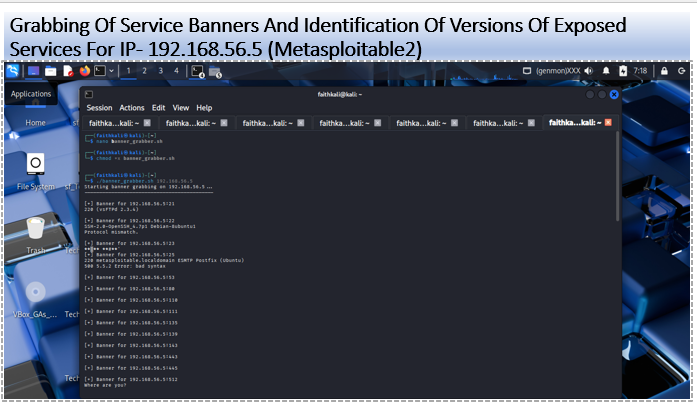 Grabbing Of Service Banners And Identification Of Versions Of Exposed
Services For IP- 192.168.56.5 (Metasploitable2)
1 2 3 4
(genmon)XXX 7:18
Applications
faithkali@kali: ~
Session Actions Edit View Help
faithka...kali: ~ faithka...kali: ~ faithka...kali: ~ faithka...kali: ~ faithka...kali: ~ faithka...kali: ~ faithka...kali: ~
Home
File System
Trash
VBox_GAs_...
Tech
Tech
Tech
(faithkali㉿kali)-[~]
nano banner_grabber.sh
(faithkali㉿kali)-[~]
chmod +x banner_grabber.sh
(faithkali㉿kali)-[~]
./banner_grabber.sh 192.168.56.5
Starting banner grabbing on 192.168.56.5 ...
[+] Banner for 192.168.56.5:21
220 (vsFTPd 2.3.4)
[+] Banner for 192.168.56.5:22
SSH-2.0-OpenSSH_4.7p1 Debian-8ubuntu1
Protocol mismatch.
[+] Banner for 192.168.56.5:23
[+] Banner for 192.168.56.5:25
220 metasploitable.localdomain ESMTP Postfix (Ubuntu)
500 5.5.2 Error: bad syntax
[+] Banner for 192.168.56.5:53
[+] Banner for 192.168.56.5:80
[+] Banner for 192.168.56.5:110
[+] Banner for 192.168.56.5:111
[+] Banner for 192.168.56.5:135
[+] Banner for 192.168.56.5:139
[+] Banner for 192.168.56.5:143
[+] Banner for 192.168.56.5:443
[+] Banner for 192.168.56.5:445
[+] Banner for 192.168.56.5:512
Where are you?